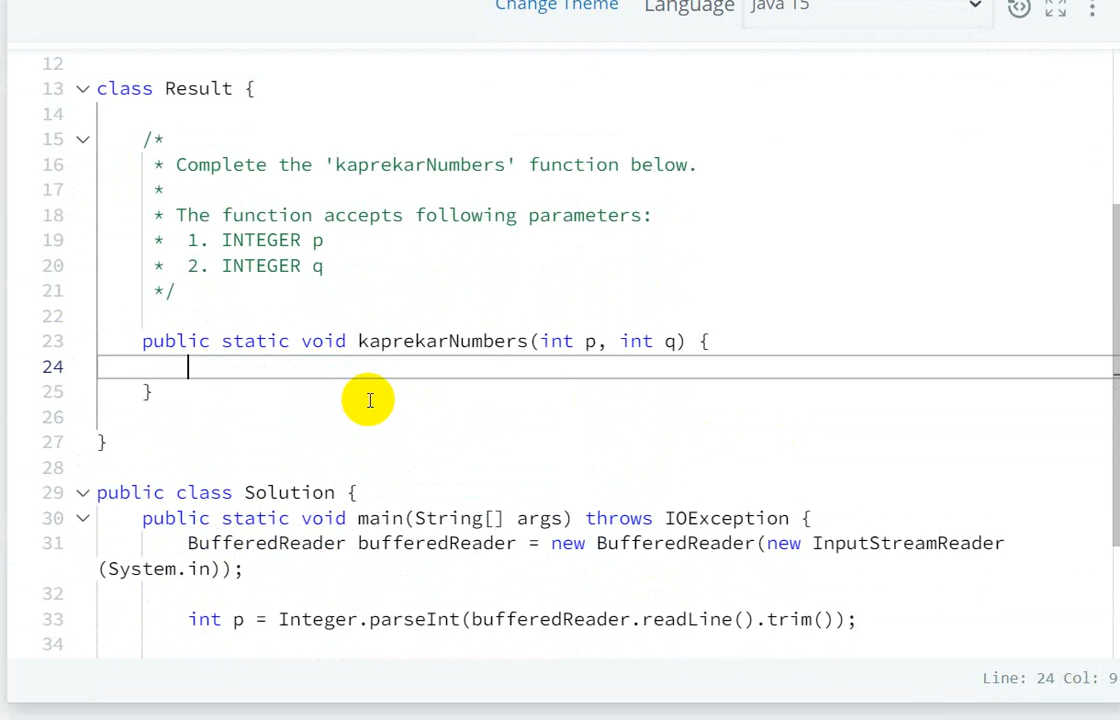 Change Theme Language Java 15
12
13 class Result {
14
15 /*
16 * Complete the 'kaprekarNumbers' function below.
17 *
18 * The function accepts following parameters:
19 * 1. INTEGER p
20 * 2. INTEGER q
21 */
22
23 public static void kaprekarNumbers(int p, int q) {
24
25 }
26
27 }
28
29 public class Solution {
30 public static void main(String[] args) throws IOException {
31 BufferedReader bufferedReader = new BufferedReader(new InputStreamReader
(System.in));
32
33 int p = Integer.parseInt(bufferedReader.readLine().trim());
34
Line: 24 Col: 9